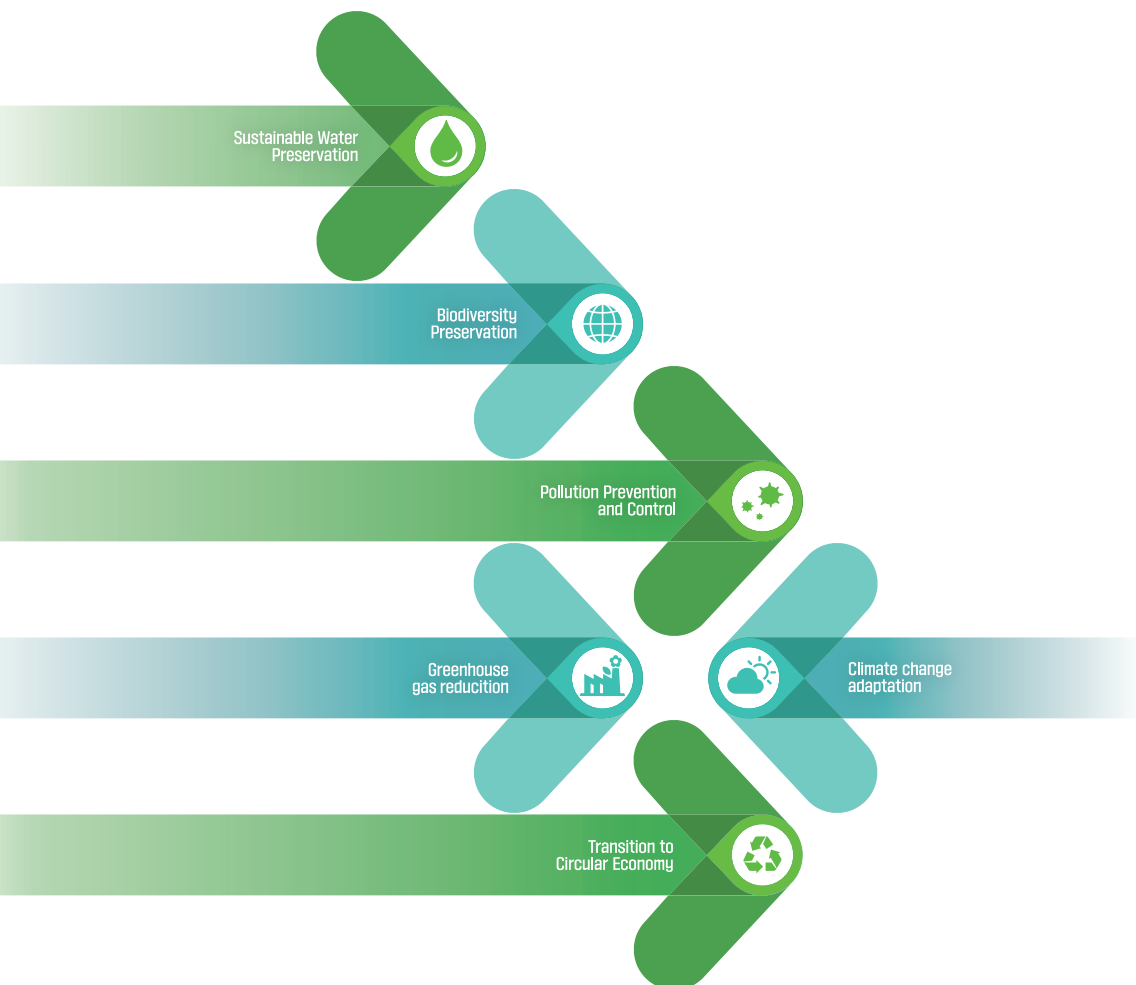 Sustainable Water
Preservation
Biodiversity
Preservation
Pollution Prevention
and Control
Greenhouse
gas reducition
Climate change
adaptation
Transition to
Circular Economy